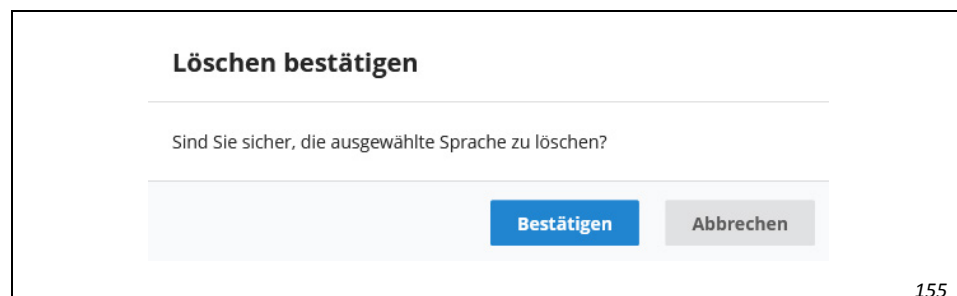 Löschen bestätigen
Sind Sie sicher, die ausgewählte Sprache zu löschen?
Bestätigen Abbrechen
155